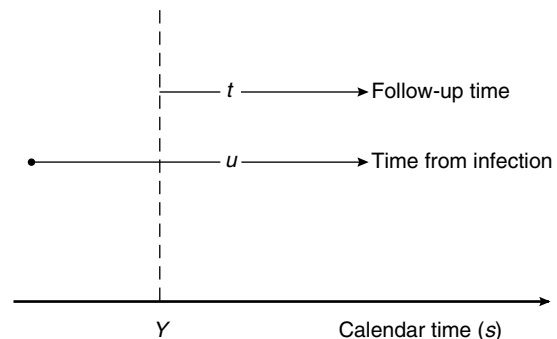 t Follow-up time
u Time from infection
Y Calendar time (s)